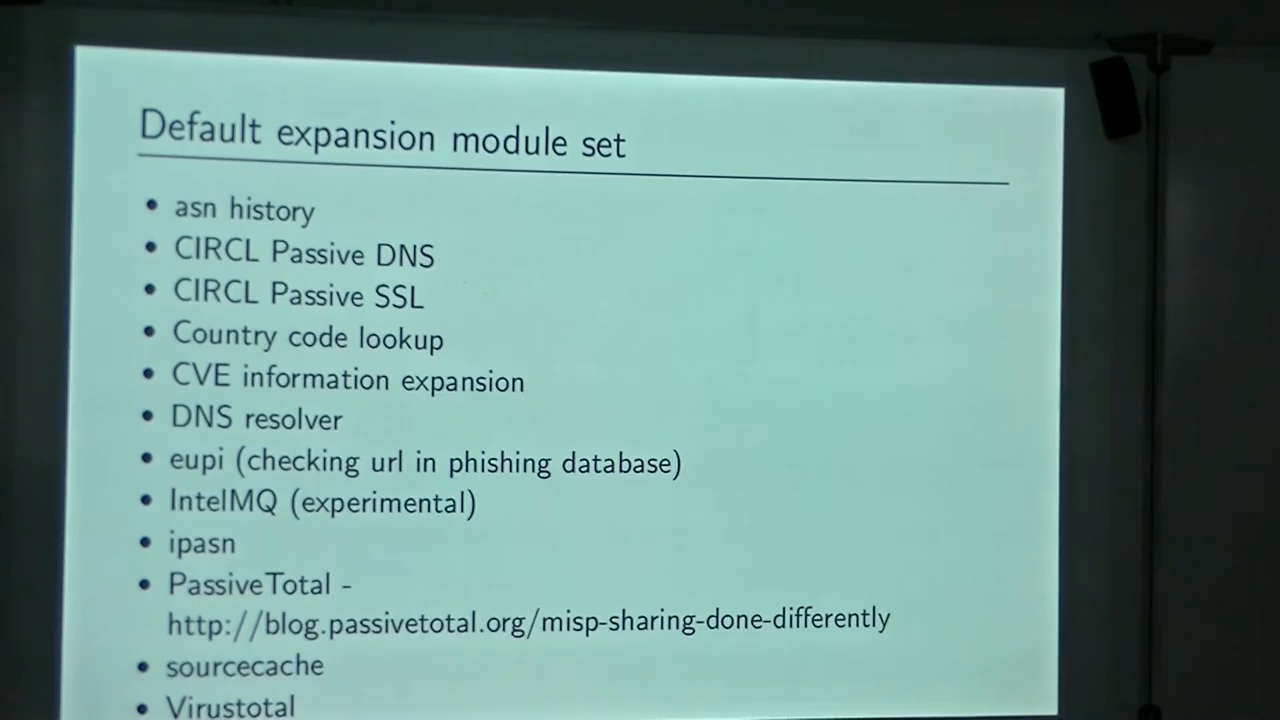 Default expansion module set
• asn history
• CIRCL Passive DNS
• CIRCL Passive SSL
• Country code lookup
• CVE information expansion
• DNS resolver
• eupi (checking url in phishing database)
• IntelMQ (experimental)
• ipasn
• PassiveTotal -
http://blog.passivetotal.org/misp-sharing-done-differently
• sourcecache
• Virustotal